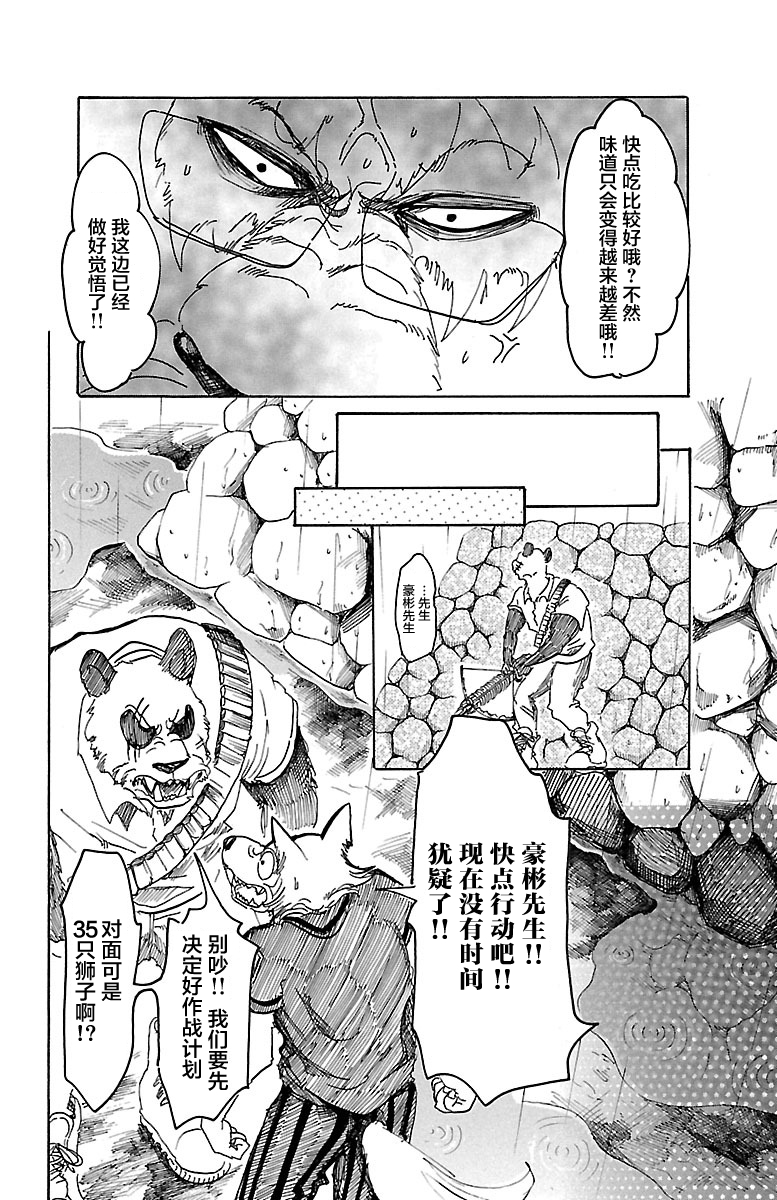 快点吃比较好哦？不然
味道只会变得越来越差哦!!
我这边已经
做好觉悟了!!
…先生
豪彬先生
豪彬先生!!
快点行动吧!!
现在没有时间
犹疑了!!
别吵!! 我们要先
决定好作战计划
对面可是
35只狮子啊!?